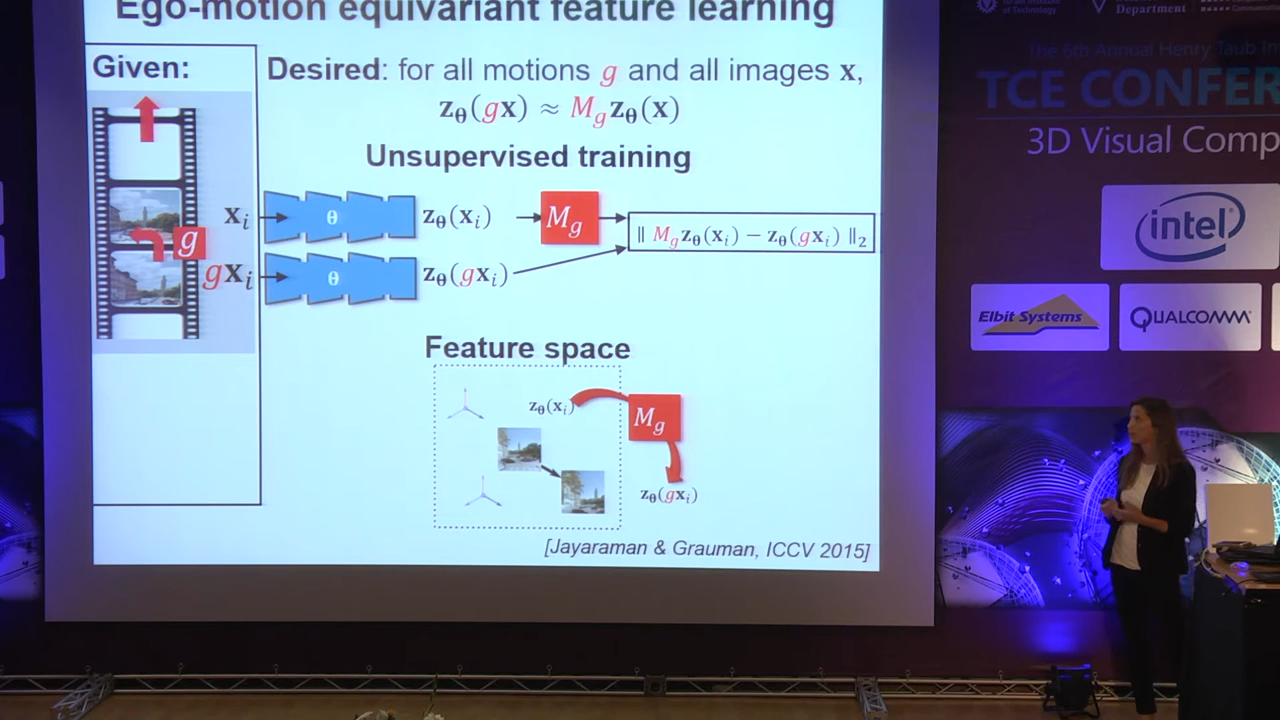 Ego-motion equivariant feature learning
Given:
Desired: for all motions g and all images x,
zθ(gx) ≈ Mgzθ(x)
Unsupervised training
xi
θ
zθ(xi)
Mg
‖ Mgzθ(xi) − zθ(gxi) ‖2
g
gxi
θ
zθ(gxi)
Feature space
zθ(xi)
Mg
zθ(gxi)
[Jayaraman & Grauman, ICCV 2015]
of Technology
Department
The 6th Annual Henry Taub
TCE CONFER
3D Visual Comp
intel
Elbit Systems
QUALCOMM